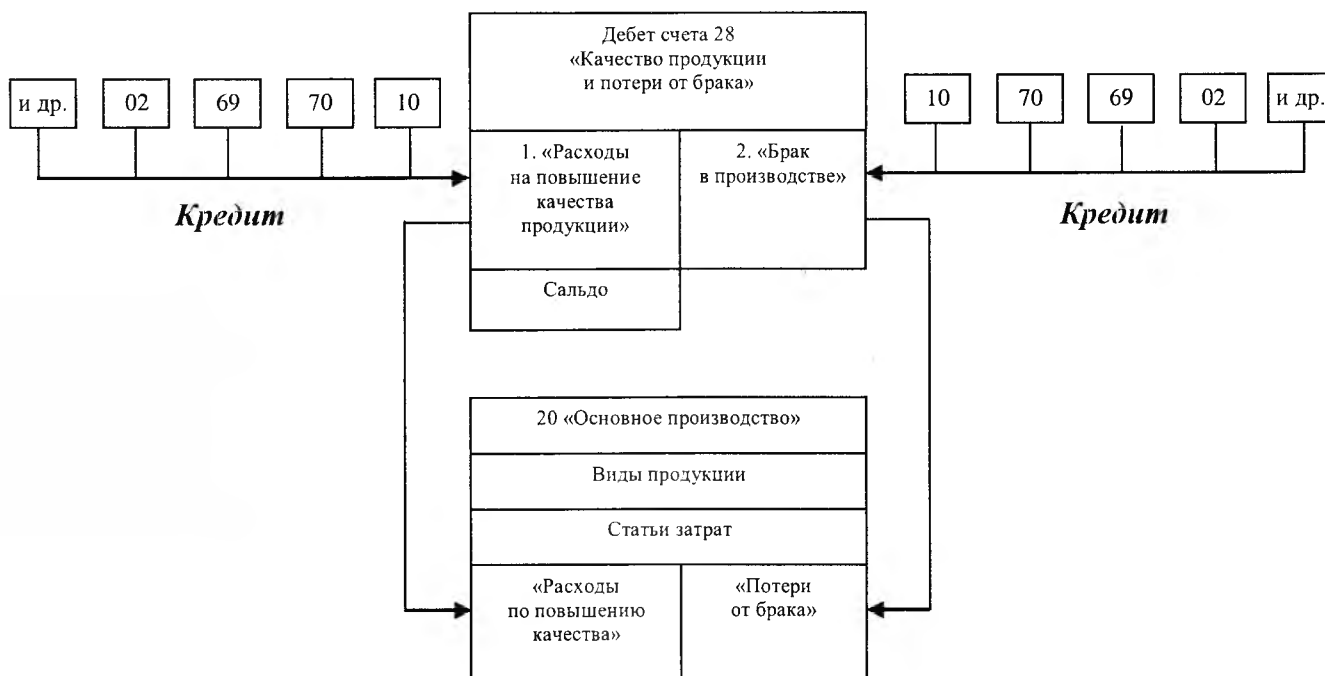 Дебет счета 28
«Качество продукции
и потери от брака»
и др.
02
69
70
10
10
70
69
02
и др.
1. «Расходы
на повышение
качества
продукции»
2. «Брак
в производстве»
Кредит
Кредит
Сальдо
20 «Основное производство»
Виды продукции
Статьи затрат
«Расходы
по повышению
качества»
«Потери
от брака»